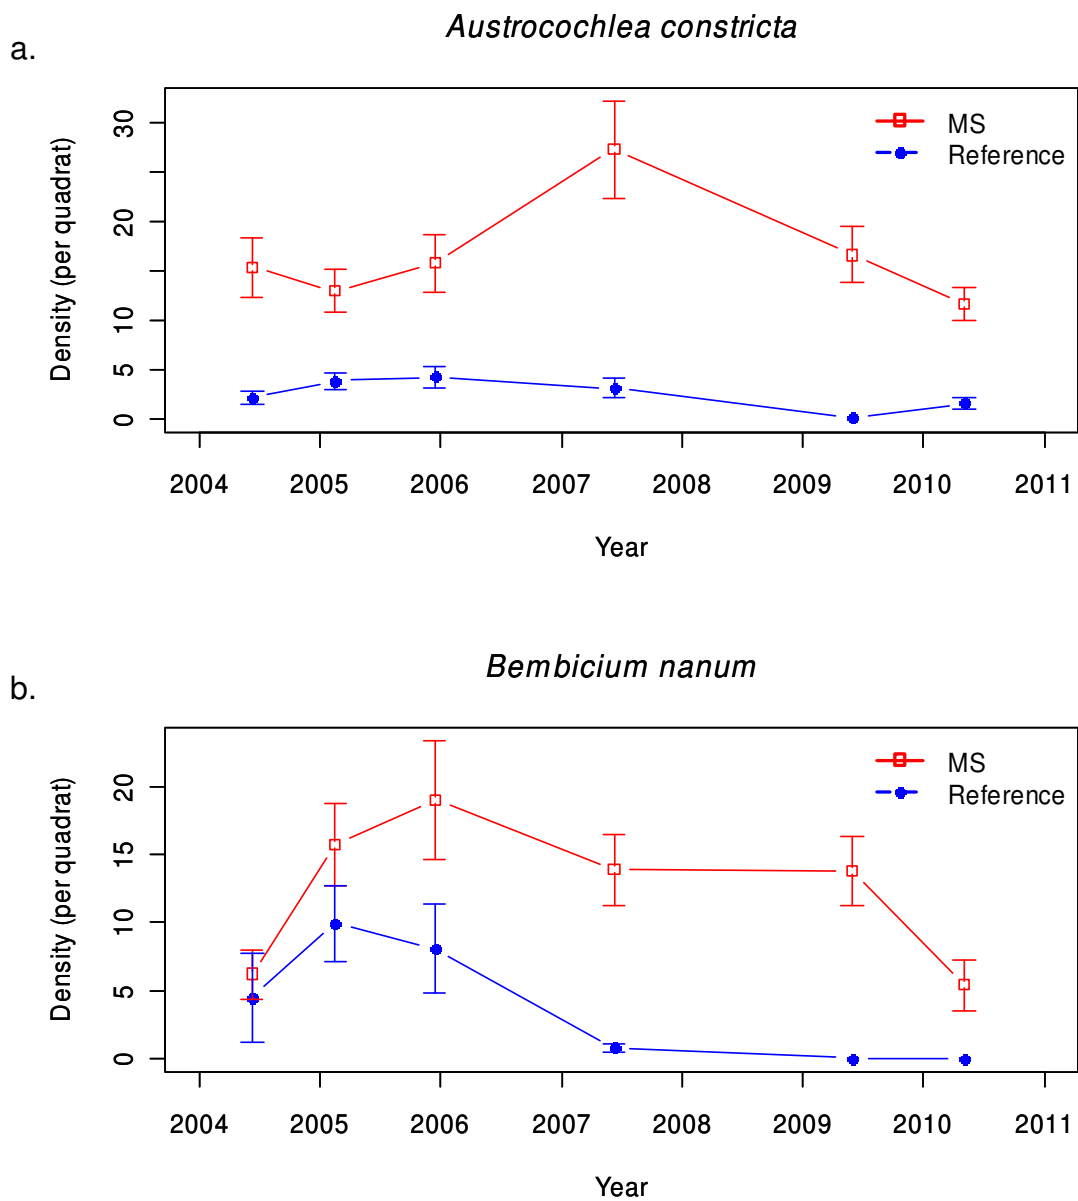 Austrocochlea constricta
a.
Density (per quadrat)
30
20
10
5
0
MS
Reference
2004 2005 2006 2007 2008 2009 2010 2011
Year
Bembicium nanum
b.
Density (per quadrat)
20
15
10
5
0
MS
Reference
2004 2005 2006 2007 2008 2009 2010 2011
Year